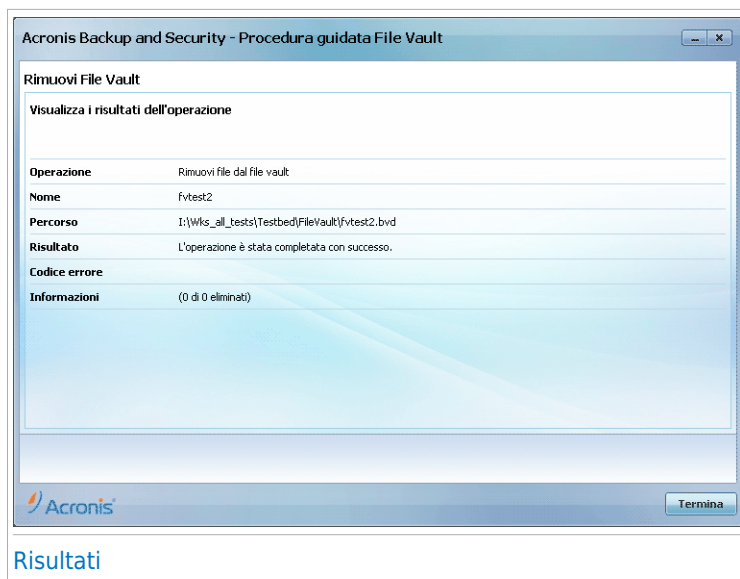 Acronis Backup and Security - Procedura guidata File Vault
Rimuovi File Vault
Visualizza i risultati dell'operazione
Operazione Rimuovi file dal file vault
Nome fvtest2
Percorso I:\Wks_all_tests\Testbed\FileVault\fvtest2.bvd
Risultato L'operazione è stata completata con successo.
Codice errore
Informazioni (0 di 0 eliminati)
Acronis
Termina
Risultati